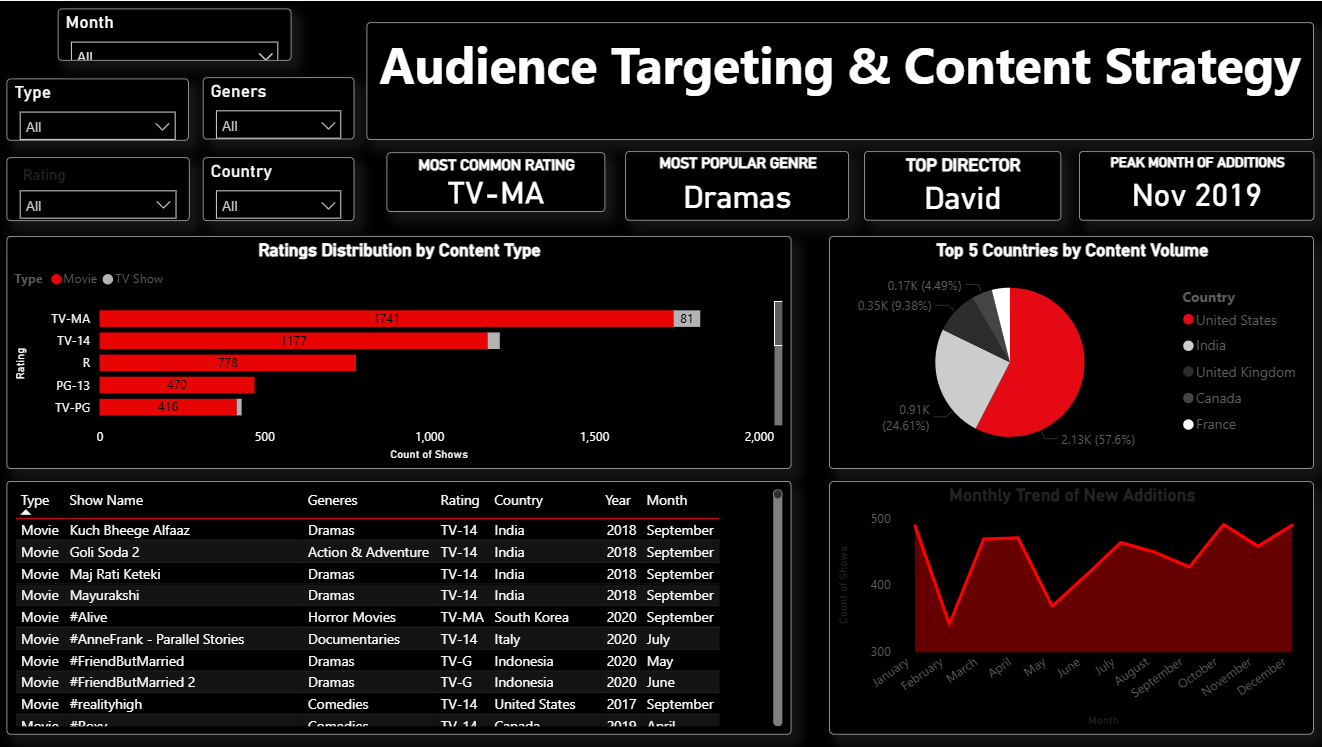 Month
All
Audience Targeting & Content Strategy
Type
All
Geners
All
Rating
All
Country
All
MOST COMMON RATING
TV-MA
MOST POPULAR GENRE
Dramas
TOP DIRECTOR
David
PEAK MONTH OF ADDITIONS
Nov 2019
Ratings Distribution by Content Type
Type Movie TV Show
Rating
TV-MA 1741 81
TV-14 1177
R 778
PG-13 470
TV-PG 416
0 500 1,000 1,500 2,000
Count of Shows
Top 5 Countries by Content Volume
0.17K (4.49%)
0.35K (9.38%)
0.91K
(24.61%)
2.13K (57.6%)
Country
United States
India
United Kingdom
Canada
France
Type Show Name Generes Rating Country Year Month
Movie Kuch Bheege Alfaaz Dramas TV-14 India 2018 September
Movie Goli Soda 2 Action & Adventure TV-14 India 2018 September
Movie Maj Rati Keteki Dramas TV-14 India 2018 September
Movie Mayurakshi Dramas TV-14 India 2018 September
Movie #Alive Horror Movies TV-MA South Korea 2020 September
Movie #AnneFrank - Parallel Stories Documentaries TV-14 Italy 2020 July
Movie #FriendButMarried Dramas TV-G Indonesia 2020 May
Movie #FriendButMarried 2 Dramas TV-G Indonesia 2020 June
Movie #realityhigh Comedies TV-14 United States 2017 September
Movie #Roxy Comedies TV-14 Canada 2019 April
Monthly Trend of New Additions
Count of Shows
500
400
300
January February March April May June July August September October November December
Month